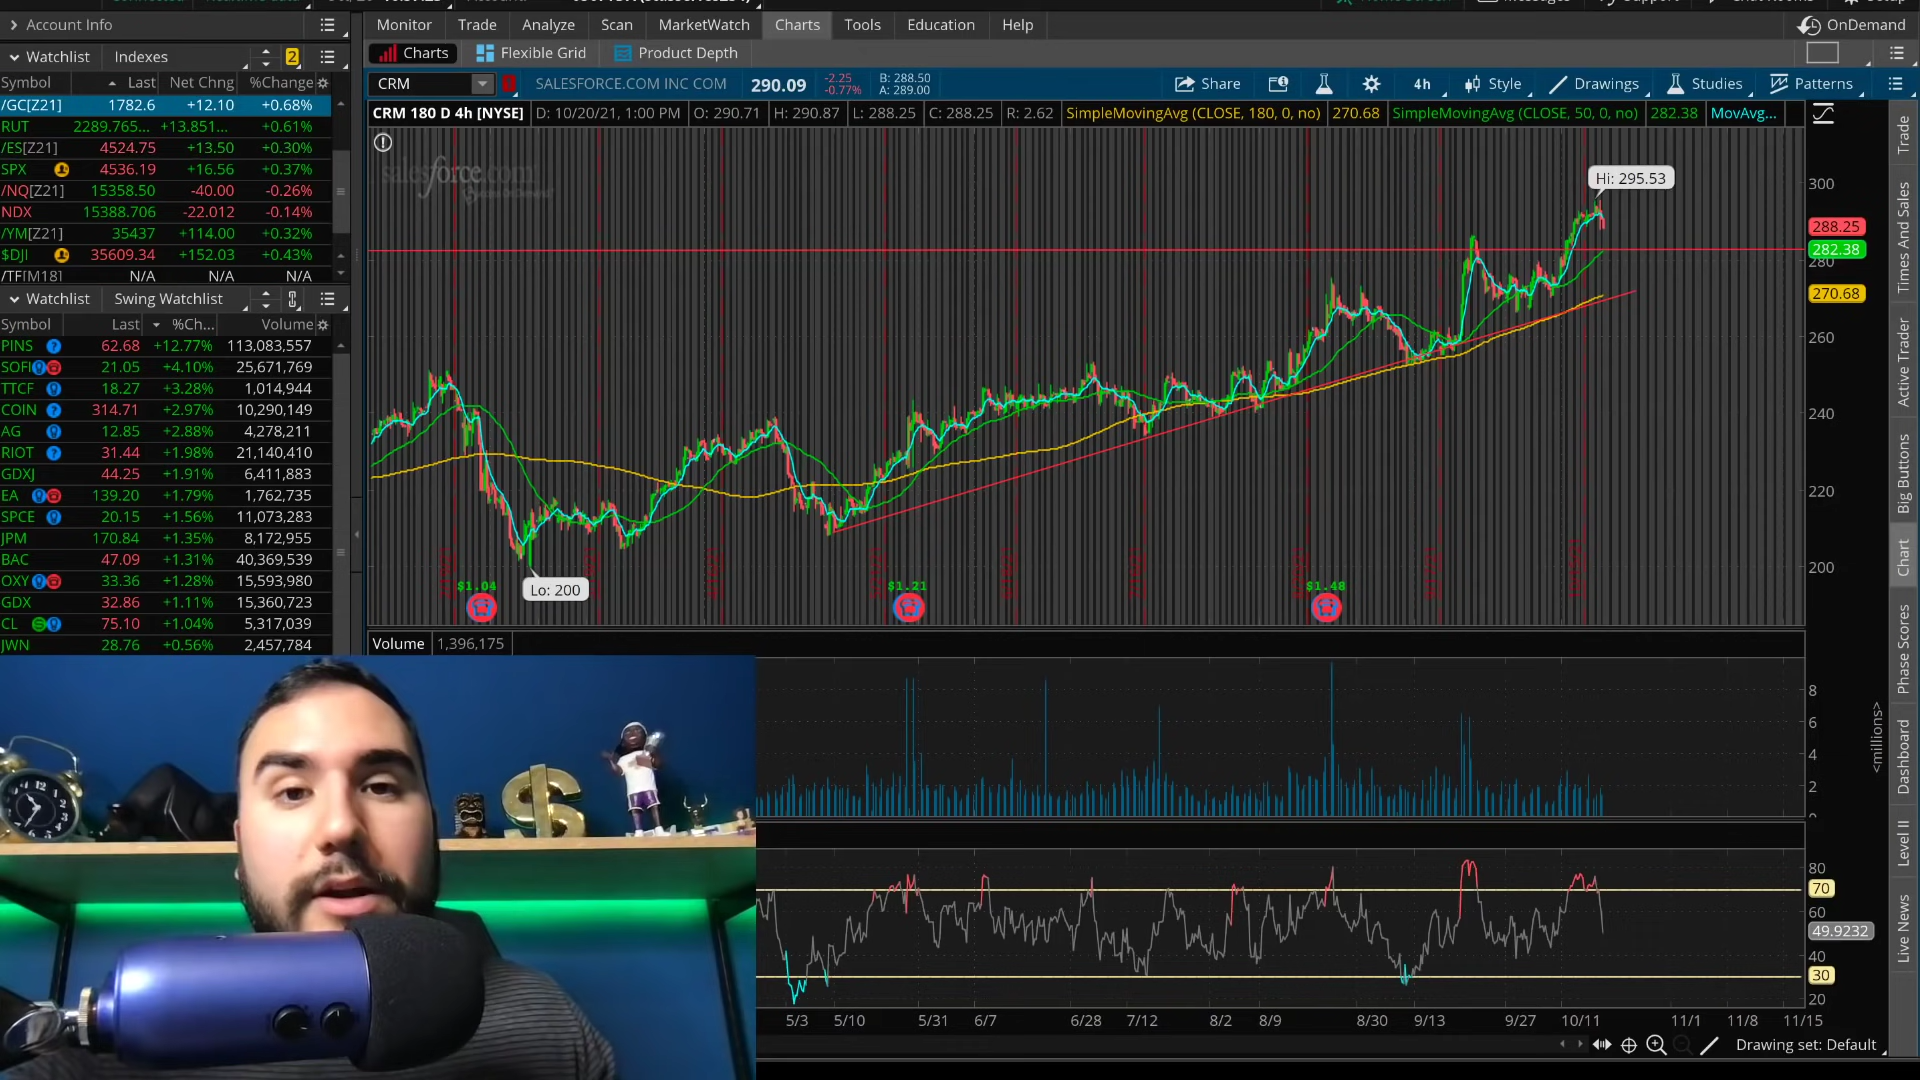 Monitor Trade Analyze Scan MarketWatch Charts Tools Education Help OnDemand
Account Info
Charts Flexible Grid Product Depth
Watchlist Indexes 2
Symbol Last Net Chng %Change
/GC[Z21] 1782.6 +12.10 +0.68%
RUT 2289.765... +13.851... +0.61%
/ES[Z21] 4524.75 +13.50 +0.30%
SPX 4536.19 +16.56 +0.37%
/NQ[Z21] 15358.50 -40.00 -0.26%
NDX 15388.706 -22.012 -0.14%
/YM[Z21] 35437 +114.00 +0.32%
$DJI 35609.34 +152.03 +0.43%
/TF[M18] N/A N/A N/A
Watchlist Swing Watchlist
Symbol Last %Ch... Volume
PINS 62.68 +12.77% 113,083,557
SOFI 21.05 +4.10% 25,671,769
TTCF 18.27 +3.28% 1,014,944
COIN 314.71 +2.97% 10,290,149
AG 12.85 +2.88% 4,278,211
RIOT 31.44 +1.98% 21,140,410
GDXJ 44.25 +1.91% 6,411,883
EA 139.20 +1.79% 1,762,735
SPCE 20.15 +1.56% 11,073,283
JPM 170.84 +1.35% 8,172,955
BAC 47.09 +1.31% 40,369,539
OXY 33.36 +1.28% 15,593,980
GDX 32.86 +1.11% 15,360,723
CL 75.10 +1.04% 5,317,039
JWN 28.76 +0.56% 2,457,784
CRM SALESFORCE.COM INC COM 290.09 -2.25 -0.77% B: 288.50 A: 289.00 Share 4h Style Drawings Studies Patterns
CRM 180 D 4h [NYSE] D: 10/20/21, 1:00 PM O: 290.71 H: 290.87 L: 288.25 C: 288.25 R: 2.62 SimpleMovingAvg (CLOSE, 180, 0, no) 270.68 SimpleMovingAvg (CLOSE, 50, 0, no) 282.38 MovAvg...
salesforce.com
Hi: 295.53
300
288.25
282.38
280
270.68
260
240
220
200
$1.04 $1.21 $1.48
Lo: 200
Volume 1,396,175
8
6
4
2
0
<millions>
80
70
60
49.9232
40
30
20
5/3 5/10 5/31 6/7 6/28 7/12 8/2 8/9 8/30 9/13 9/27 10/11 11/1 11/8 11/15
Drawing set: Default
Trade
Times And Sales
Active Trader
Big Buttons
Chart
Phase Scores
Dashboard
Level II
Live News